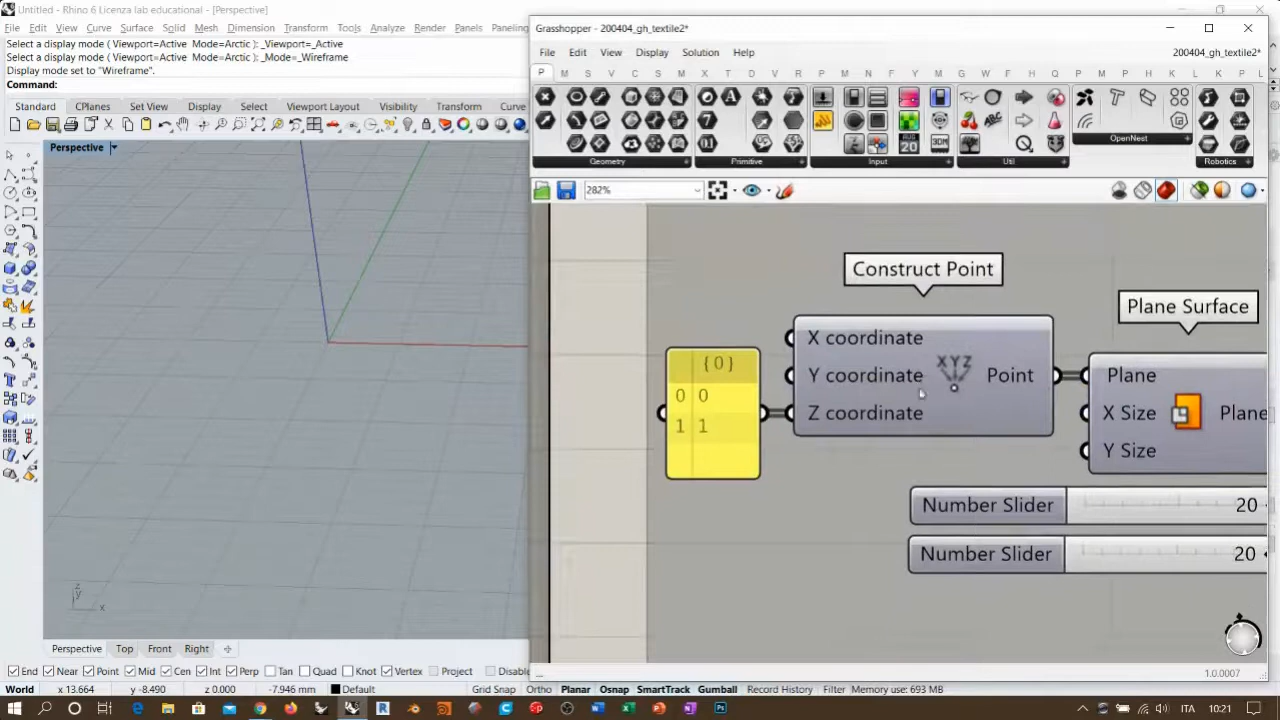 Untitled - Rhino 6 Licenza lab educational - [Perspective]
File Edit View Curve Surface Solid Mesh Dimension Transform Tools Analyze Render Panels Paneling
Select a display mode ( Viewport=Active Mode=Arctic ): _Viewport=_Active
Select a display mode ( Viewport=Active Mode=Arctic ): _Mode=_Wireframe
Display mode set to "Wireframe".
Command:
Standard CPlanes Set View Display Select Viewport Layout Visibility Transform Curve
Perspective
z
y
x
Perspective Top Front Right
End Near Point Mid Cen Int Perp Tan Quad Knot Vertex Project Disable
World x 13.664 y -8.490 z 0.000 -7.946 mm Default Grid Snap Ortho Planar Osnap SmartTrack Gumball Record History Filter Memory use: 693 MB
Grasshopper - 200404_gh_textile2*
File Edit View Display Solution Help
200404_gh_textile2*
P M S V C S M X T D V R P M N A F Y M G T W H K G Q P M P C K L L P L
Geometry Primitive Input Util OpenNest Robotics
282%
Construct Point
Plane Surface
{0}
0 0
1 1
X coordinate
Y coordinate
Z coordinate
XYZ
Point
Plane
X Size
Y Size
Plane
Number Slider 20
Number Slider 20
1.0.0007
ITA 10:21